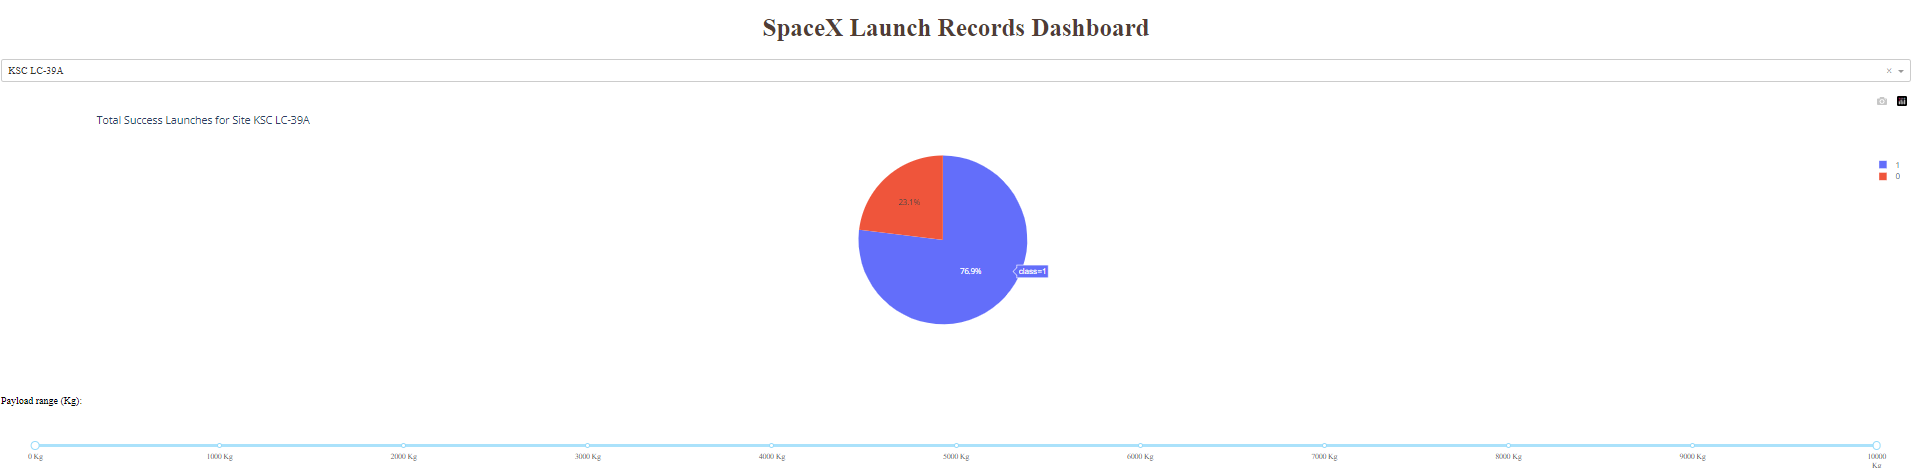 SpaceX Launch Records Dashboard
KSC LC-39A
×
Total Success Launches for Site KSC LC-39A
1
0
23.1%
76.9%
class=1
Payload range (Kg):
0 Kg 1000 Kg 2000 Kg 3000 Kg 4000 Kg 5000 Kg 6000 Kg 7000 Kg 8000 Kg 9000 Kg 10000
Kg